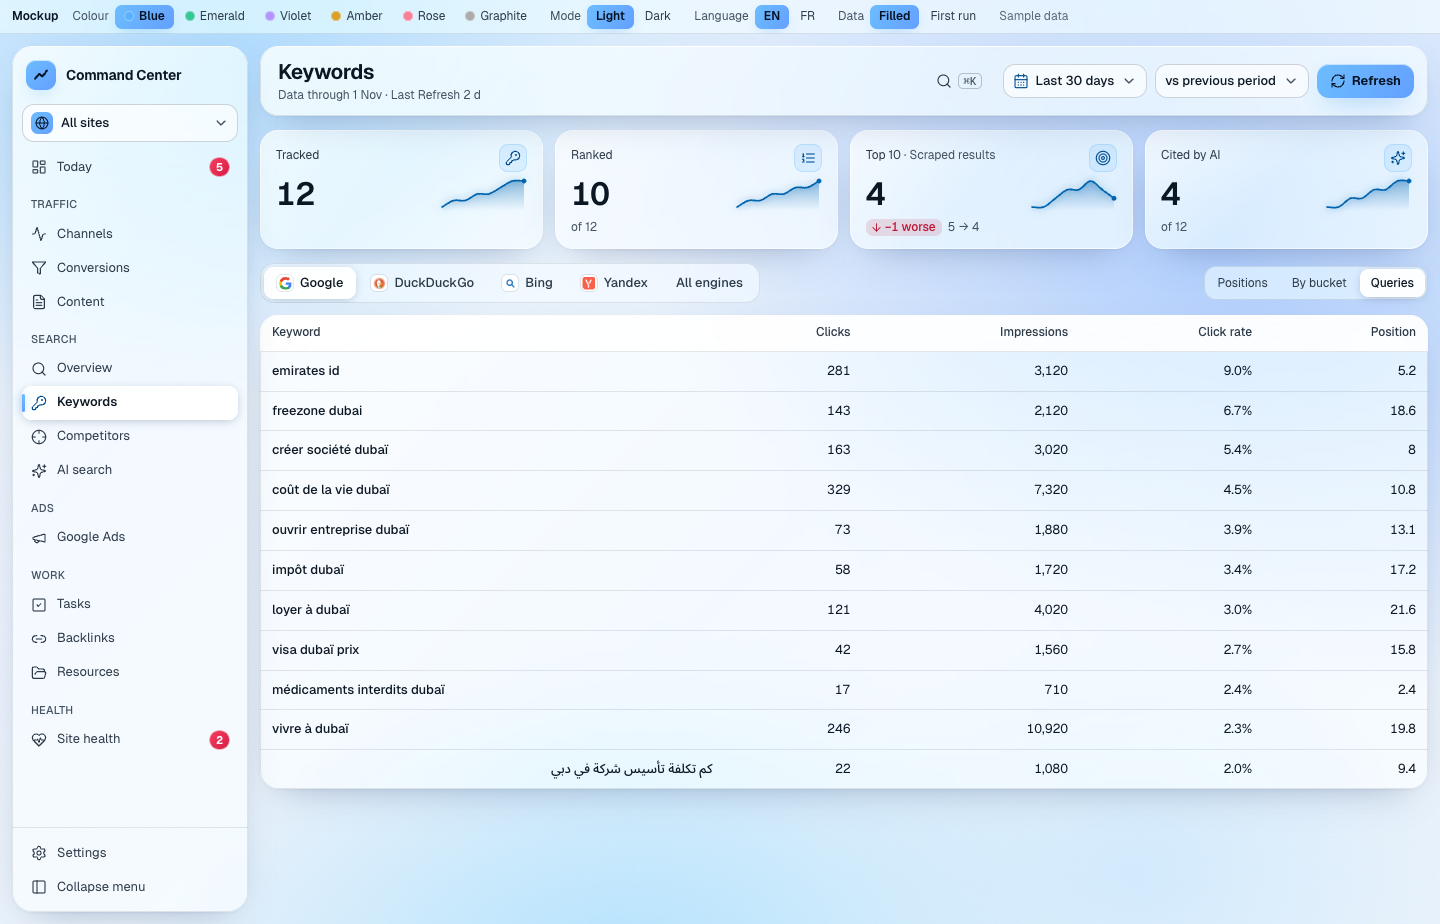 Mockup Colour Blue Emerald Violet Amber Rose Graphite Mode Light Dark Language EN FR Data Filled First run Sample data
Command Center
All sites
Today 5
TRAFFIC
Channels
Conversions
Content
SEARCH
Overview
Keywords
Competitors
AI search
ADS
Google Ads
WORK
Tasks
Backlinks
Resources
HEALTH
Site health 2
Settings
Collapse menu
Keywords
Data through 1 Nov · Last Refresh 2 d
⌘K Last 30 days vs previous period Refresh
Tracked
12
Ranked
10
of 12
Top 10 · Scraped results
4
↓ −1 worse 5 → 4
Cited by AI
4
of 12
Google DuckDuckGo Bing Yandex All engines
Positions By bucket Queries
Keyword Clicks Impressions Click rate Position
emirates id 281 3,120 9.0% 5.2
freezone dubai 143 2,120 6.7% 18.6
créer société dubaï 163 3,020 5.4% 8
coût de la vie dubaï 329 7,320 4.5% 10.8
ouvrir entreprise dubaï 73 1,880 3.9% 13.1
impôt dubaï 58 1,720 3.4% 17.2
loyer à dubaï 121 4,020 3.0% 21.6
visa dubaï prix 42 1,560 2.7% 15.8
médicaments interdits dubaï 17 710 2.4% 2.4
vivre à dubaï 246 10,920 2.3% 19.8
كم تكلفة تأسيس شركة في دبي 22 1,080 2.0% 9.4